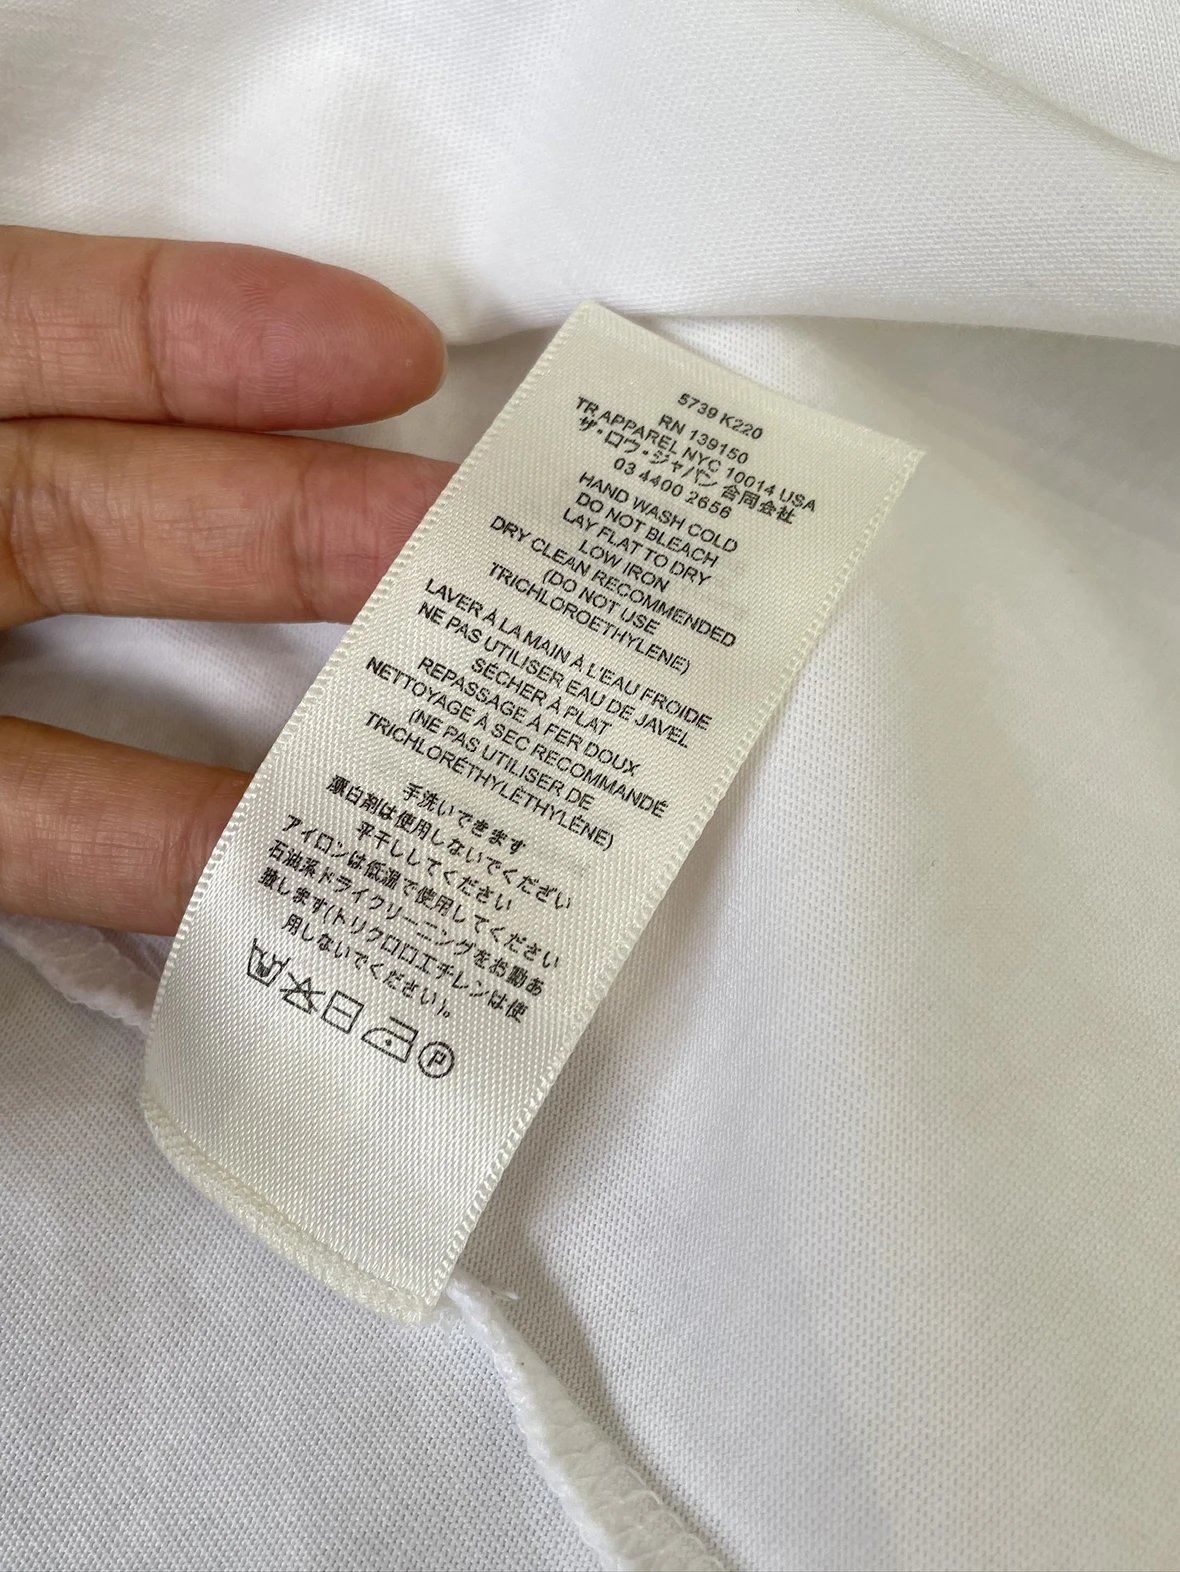 5739 K220
RN 139150
TR APPAREL NYC 10014 USA
ザ・ロウ・ジャパン 合同会社
03 4400 2656
HAND WASH COLD
DO NOT BLEACH
LAY FLAT TO DRY
LOW IRON
DRY CLEAN RECOMMENDED
(DO NOT USE
TRICHLOROETHYLENE)
LAVER À LA MAIN À L'EAU FROIDE
NE PAS UTILISER EAU DE JAVEL
SÉCHER À PLAT
REPASSAGE À FER DOUX
NETTOYAGE À SEC RECOMMANDÉ
(NE PAS UTILISER DE
TRICHLORÉTHYLÉTHYLÈNE)
手洗いできます
漂白剤は使用しないでくだざい
平干ししてください
アイロンは低温で使用してください
石油系ドライクリーニングをお勧あ
致します(トリクロロエチレンは使
用しないでください)。
P